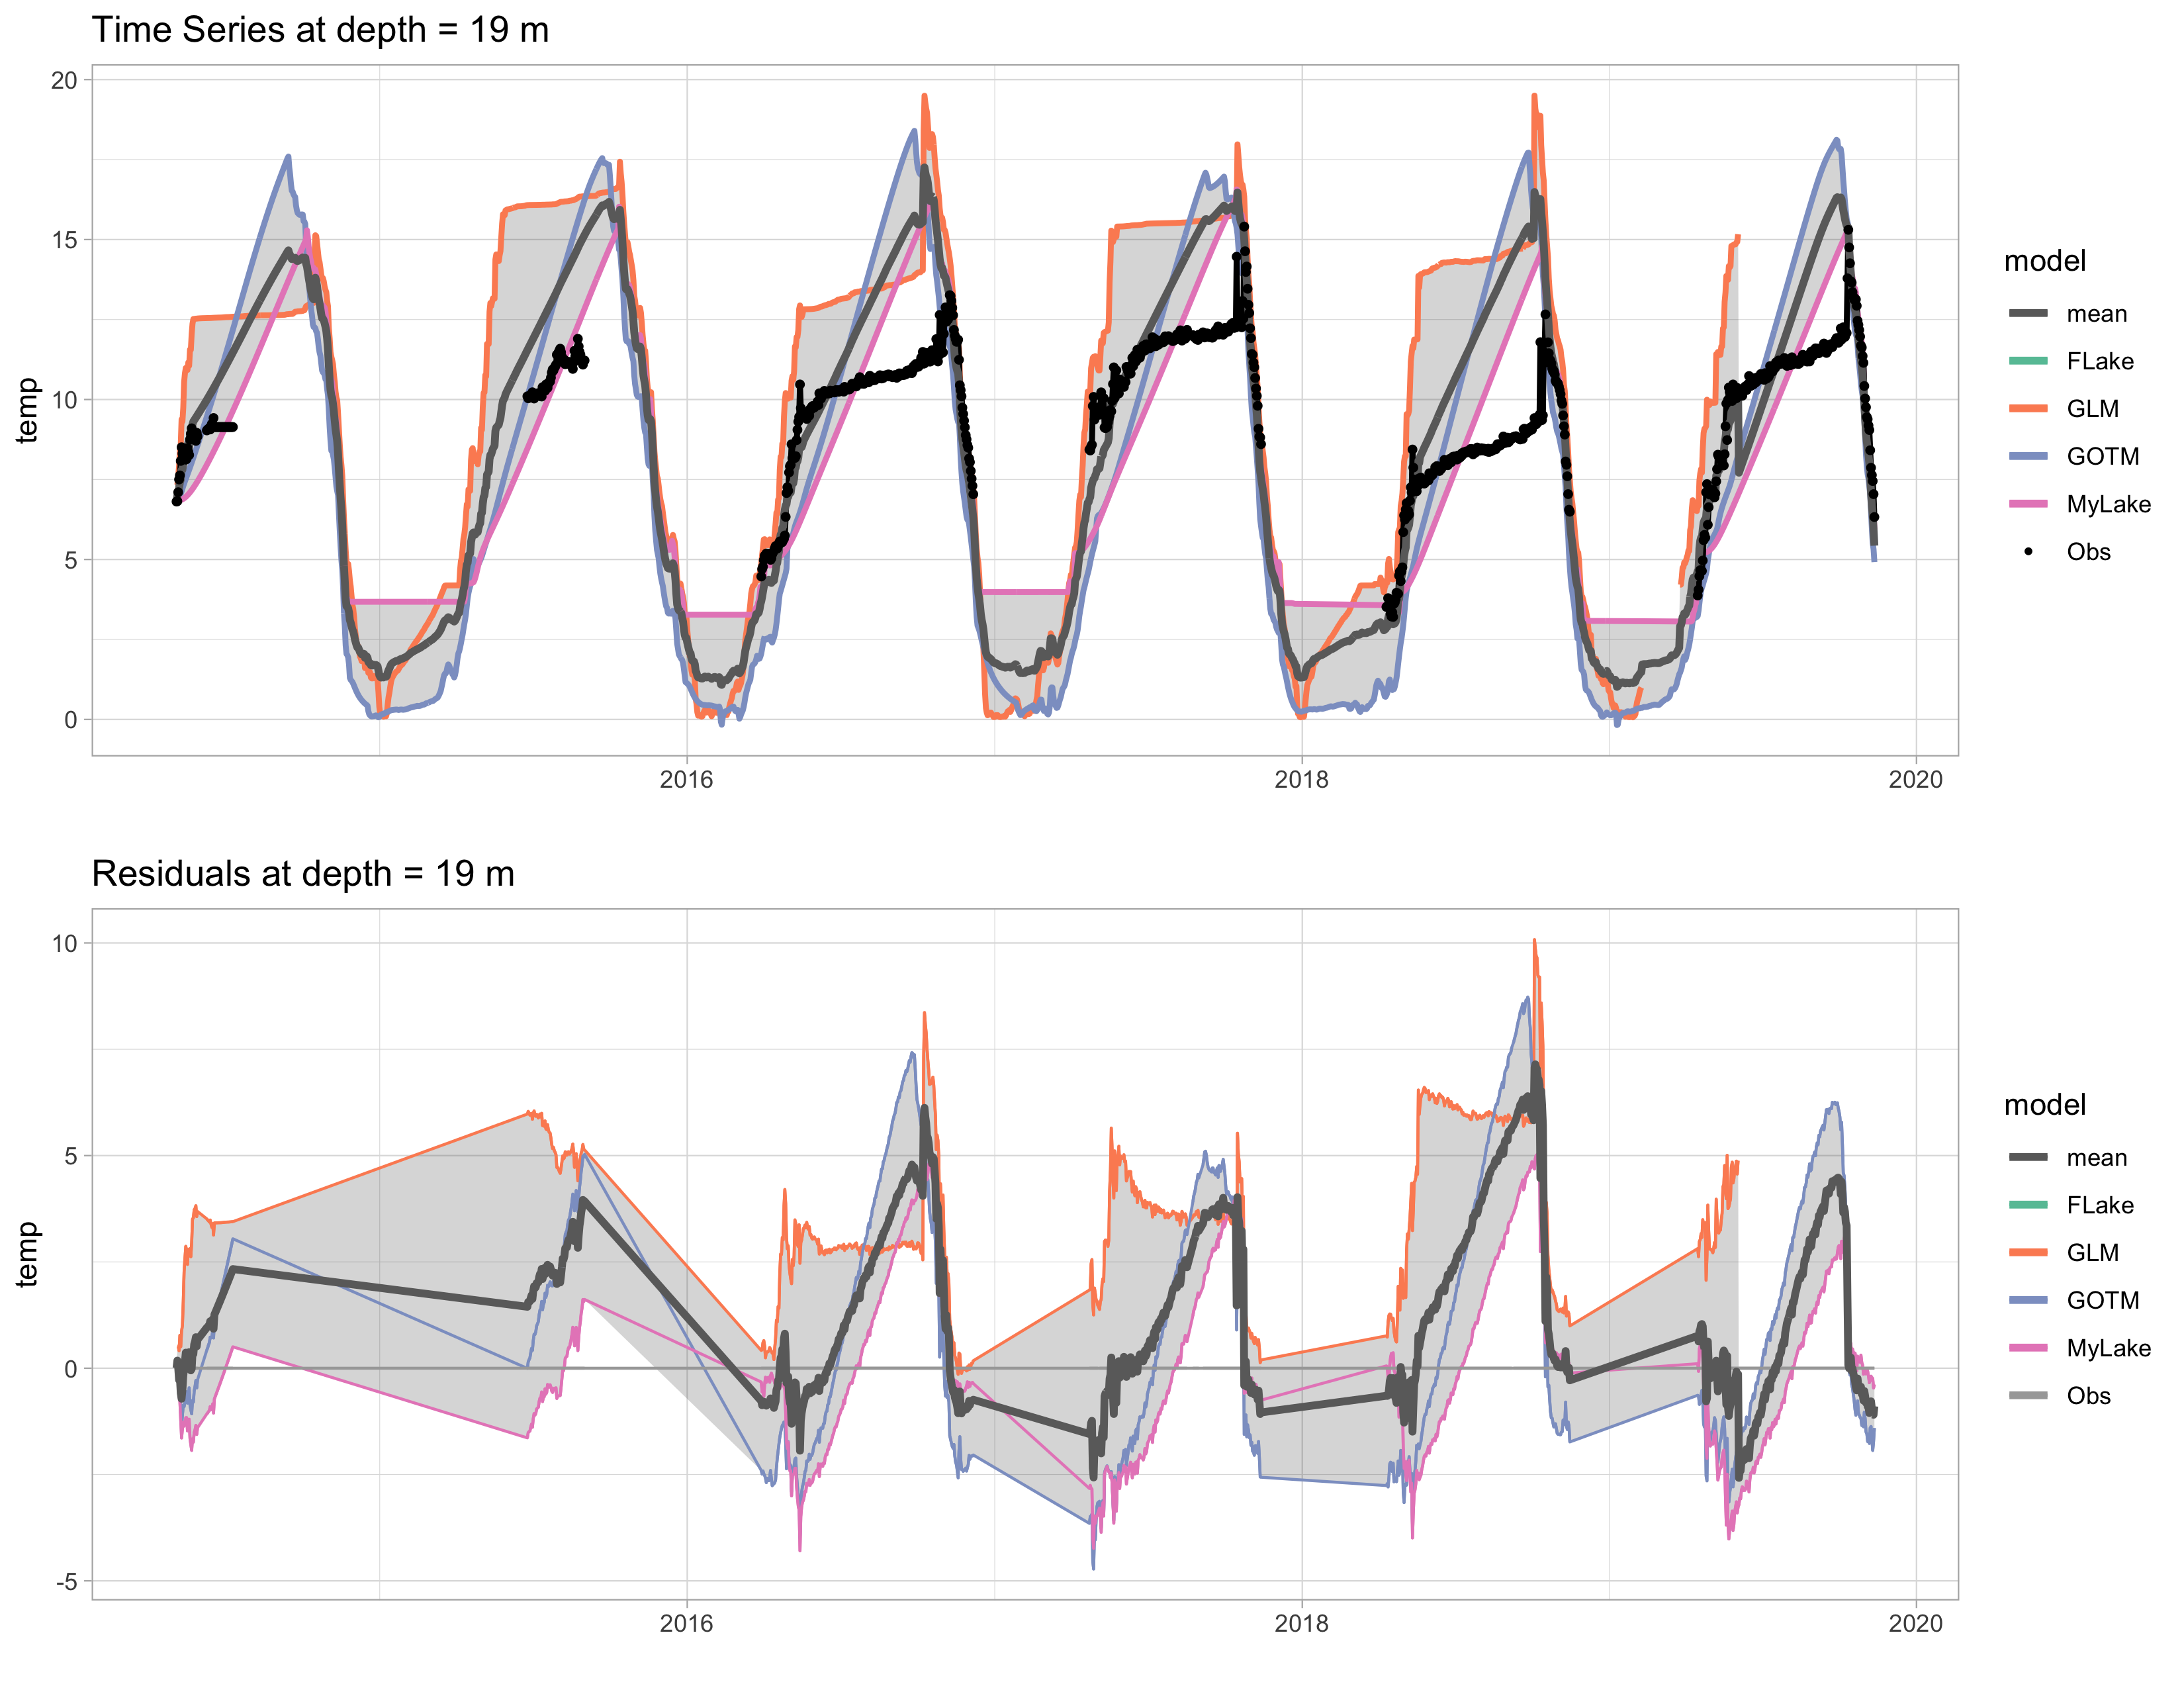 Time Series at depth = 19 m
temp
20
15
10
5
0
2016
2018
2020
model
mean
FLake
GLM
GOTM
MyLake
Obs
Residuals at depth = 19 m
temp
10
5
0
-5
2016
2018
2020
model
mean
FLake
GLM
GOTM
MyLake
Obs